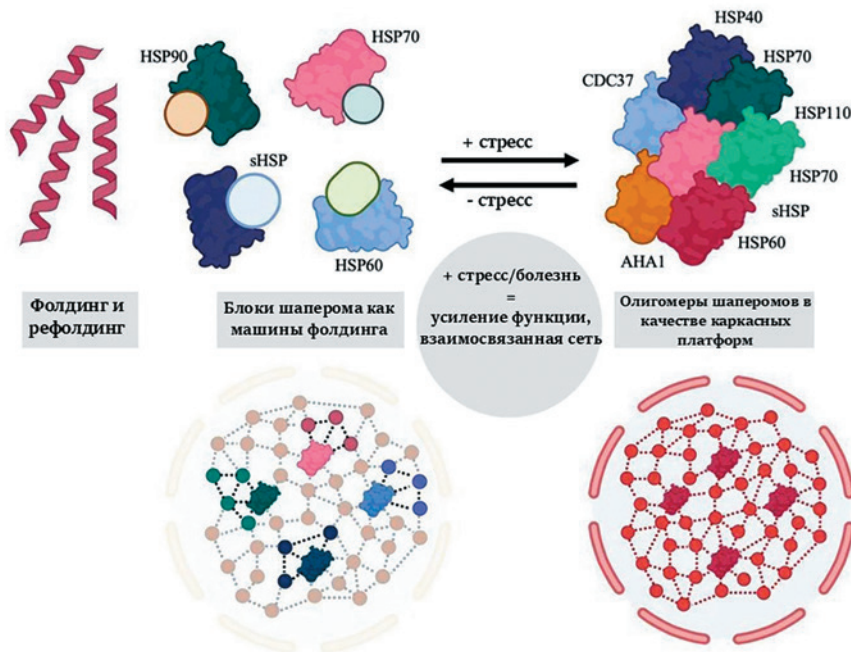 HSP90
HSP70
sHSP
HSP60
+ стресс
- стресс
HSP40
HSP70
CDC37
HSP110
HSP70
sHSP
HSP60
AHA1
Фолдинг и
рефолдинг
Блоки шаперома как
машины фолдинга
+ стресс/болезнь
=
усиление функции,
взаимосвязанная сеть
Олигомеры шаперомов в
качестве каркасных
платформ